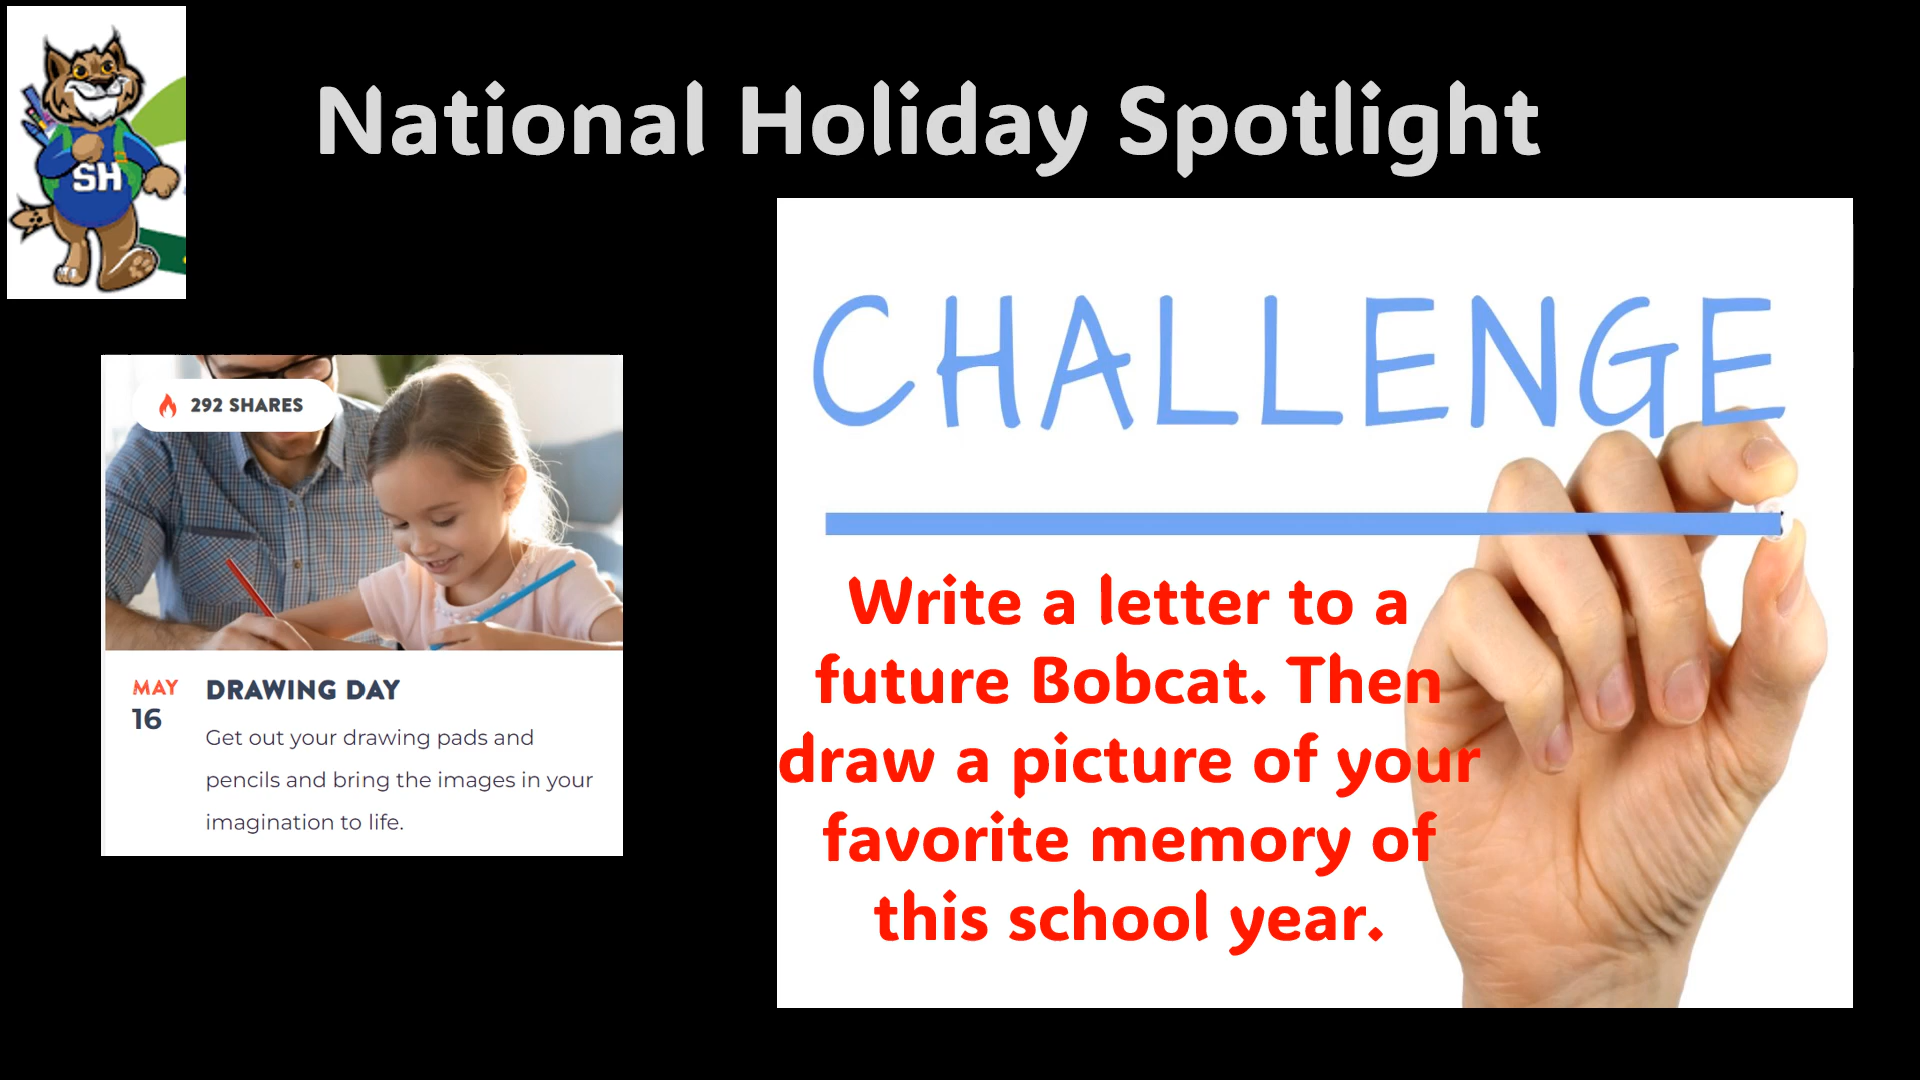 National Holiday Spotlight
SH
292 SHARES
MAY
16
DRAWING DAY
Get out your drawing pads and
pencils and bring the images in your
imagination to life.
CHALLENGE
Write a letter to a
future Bobcat. Then
draw a picture of your
favorite memory of
this school year.